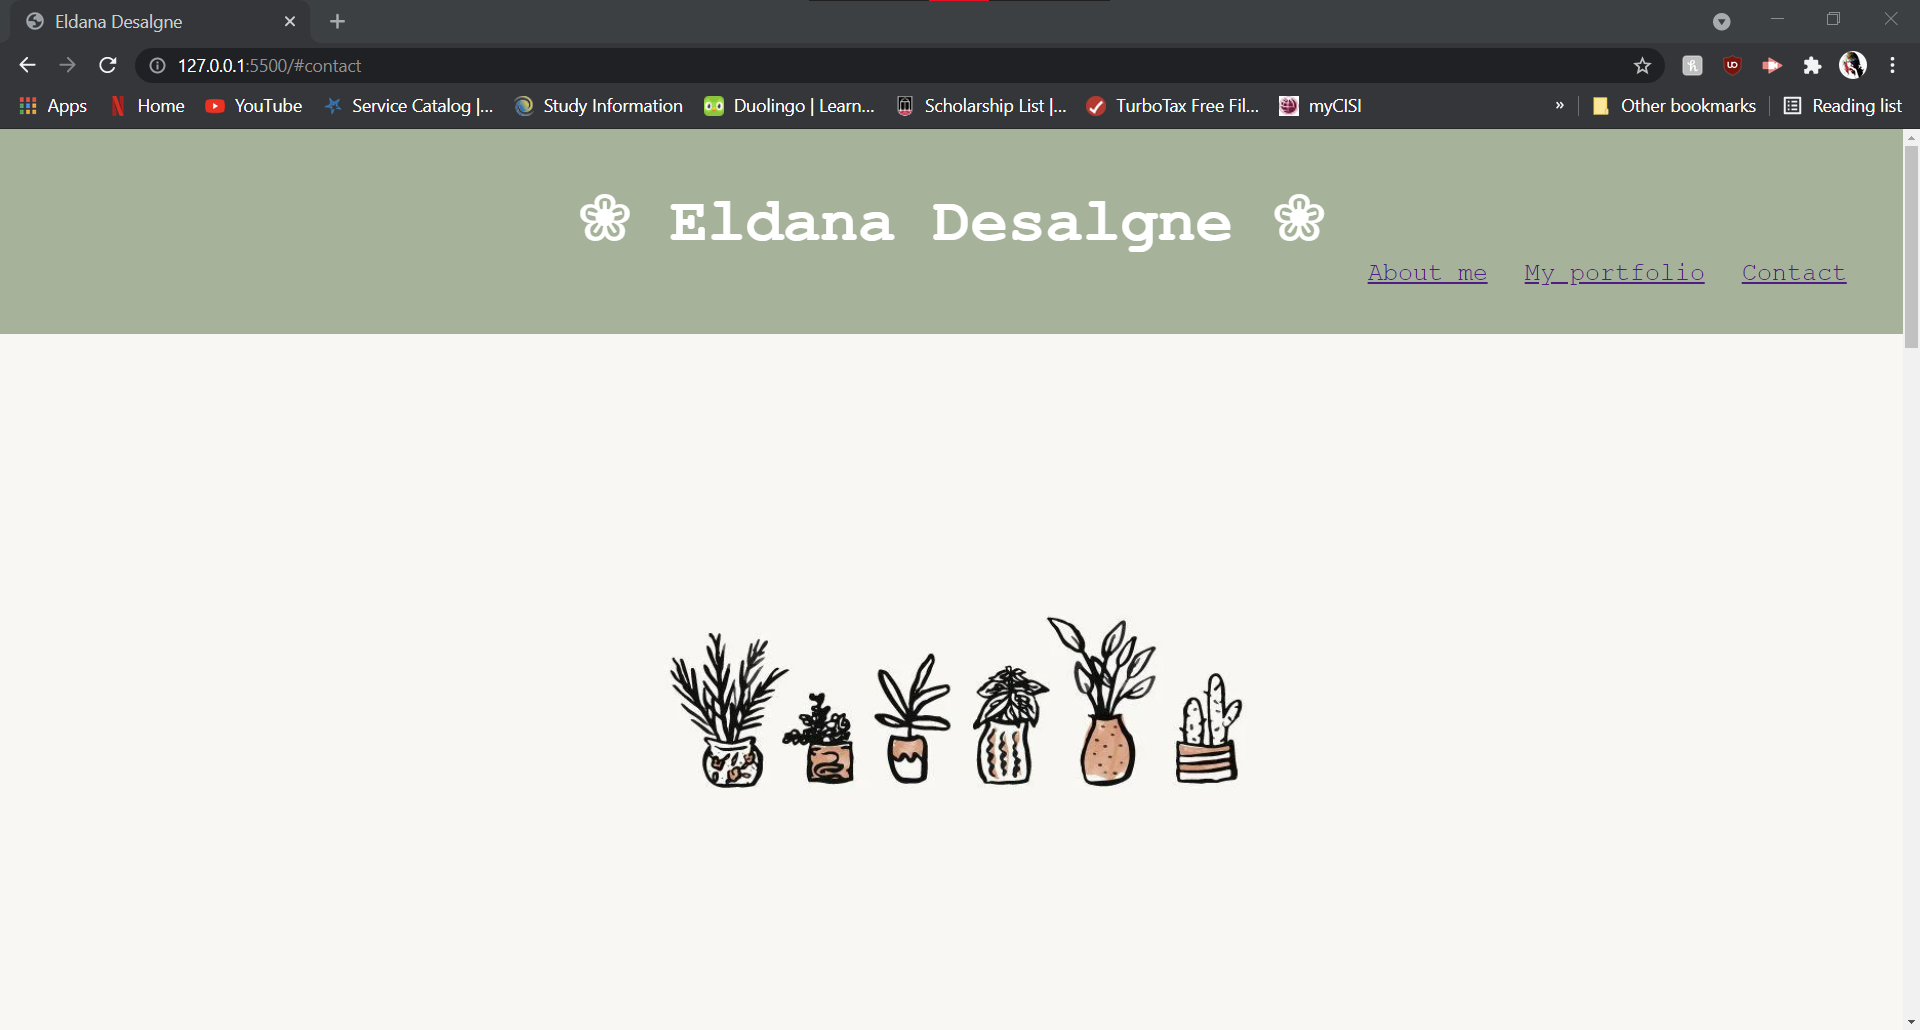 Eldana Desalgne
127.0.0.1:5500/#contact
Apps Home YouTube Service Catalog |... Study Information Duolingo | Learn... Scholarship List |... TurboTax Free Fil... myCISI » Other bookmarks Reading list
❀ Eldana Desalgne ❀
About me My portfolio Contact